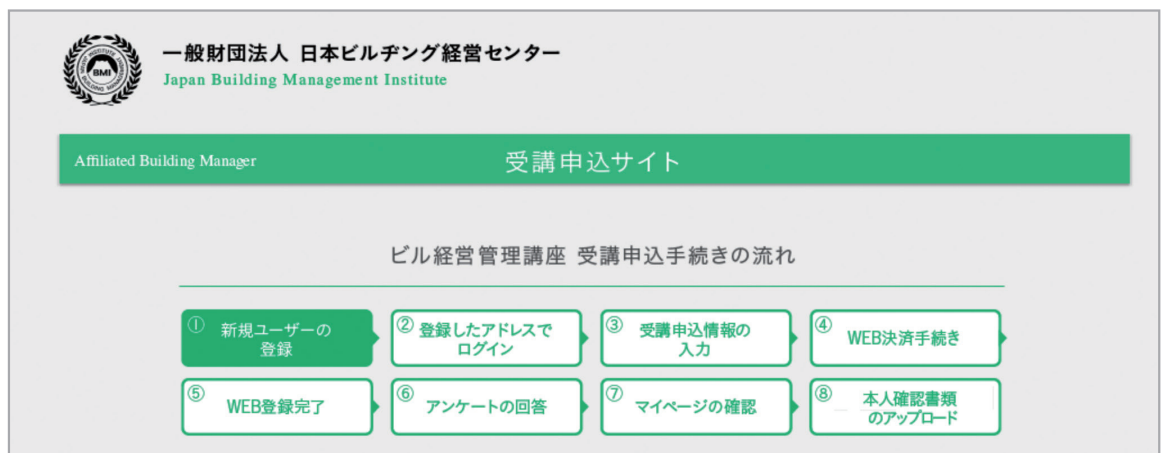 一般財団法人 日本ビルヂング経営センター
Japan Building Management Institute
BMI
Affiliated Building Manager
受講申込サイト
ビル経営管理講座 受講申込手続きの流れ
① 新規ユーザーの
登録
② 登録したアドレスで
ログイン
③ 受講申込情報の
入力
④ WEB決済手続き
⑤ WEB登録完了
⑥ アンケートの回答
⑦ マイページの確認
⑧ 本人確認書類
のアップロード